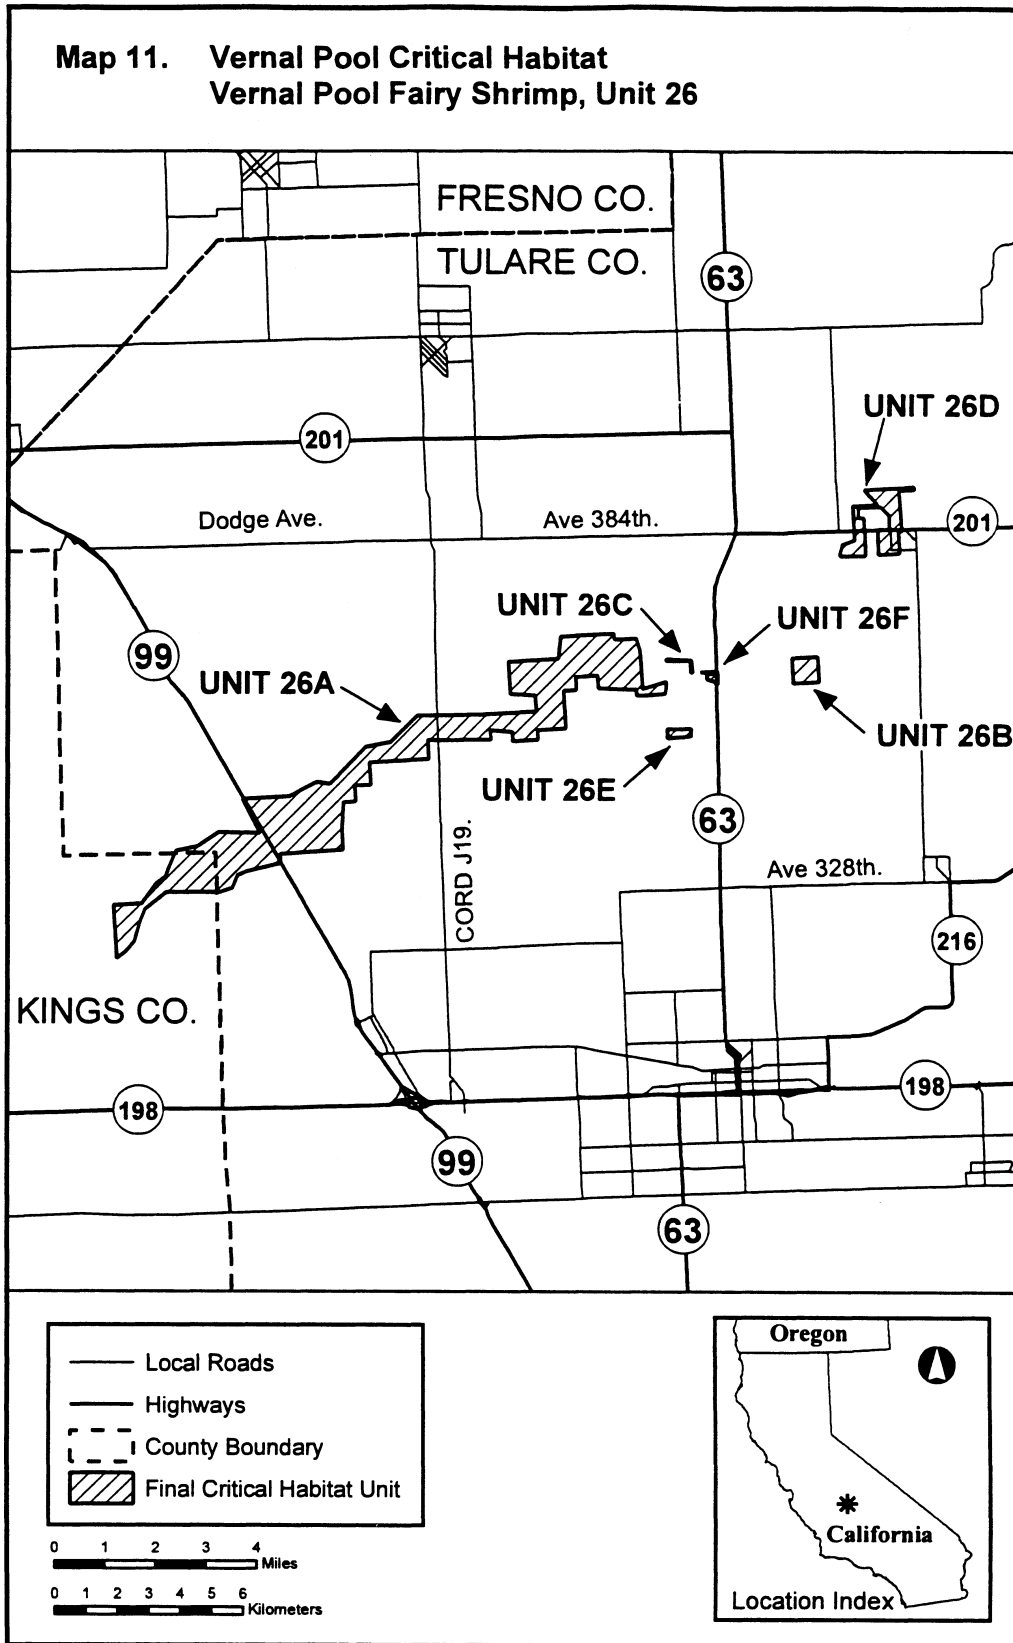 Map 11. Vernal Pool Critical Habitat
Vernal Pool Fairy Shrimp, Unit 26
FRESNO CO.
TULARE CO.
63
UNIT 26D
201
Dodge Ave.
Ave 384th.
201
UNIT 26C
UNIT 26F
99
UNIT 26A
UNIT 26B
UNIT 26E
63
CORD J19.
Ave 328th.
216
KINGS CO.
198
198
99
63
Local Roads
Highways
County Boundary
Final Critical Habitat Unit
0 1 2 3 4
Miles
0 1 2 3 4 5 6
Kilometers
Oregon
California
Location Index